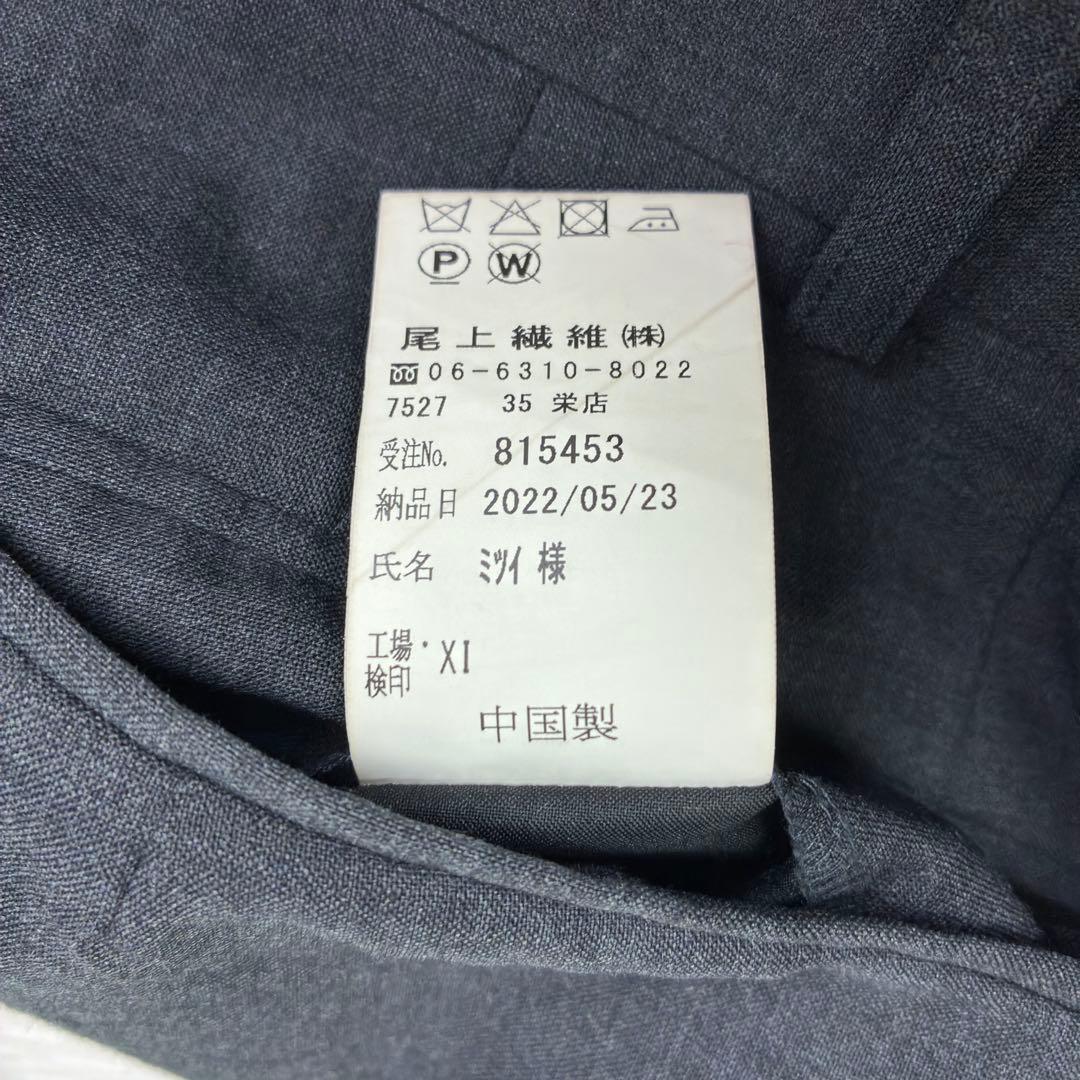 P W
尾上繊維(株)
06-6310-8022
7527 35 栄店
受注No. 815453
納品日 2022/05/23
氏名 ﾐﾂｲ 様
工場・
検印 XI
中国製